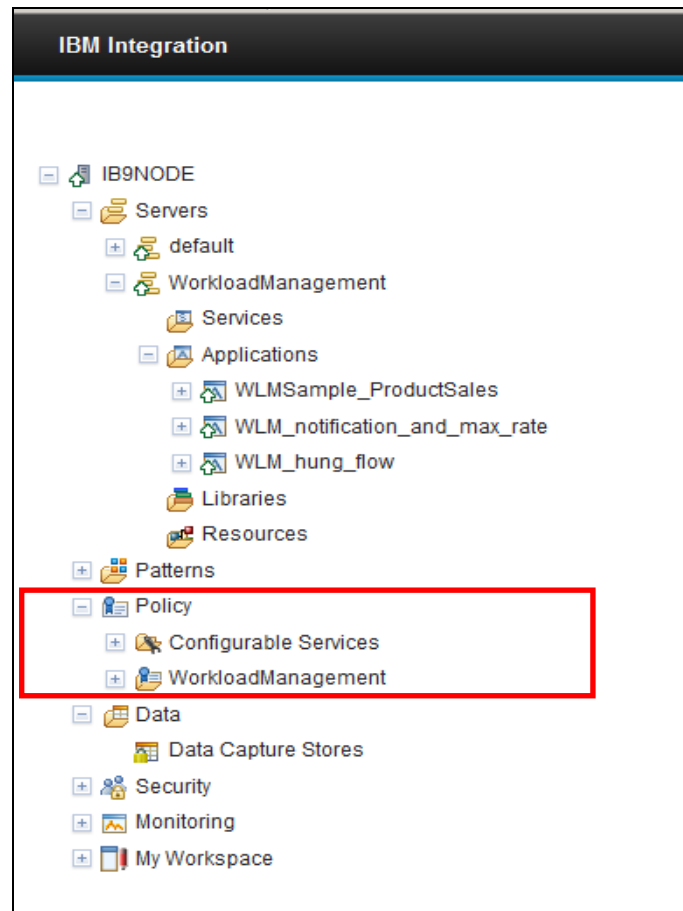 IBM Integration
IB9NODE
Servers
default
WorkloadManagement
Services
Applications
WLMSample_ProductSales
WLM_notification_and_max_rate
WLM_hung_flow
Libraries
Resources
Patterns
Policy
Configurable Services
WorkloadManagement
Data
Data Capture Stores
Security
Monitoring
My Workspace